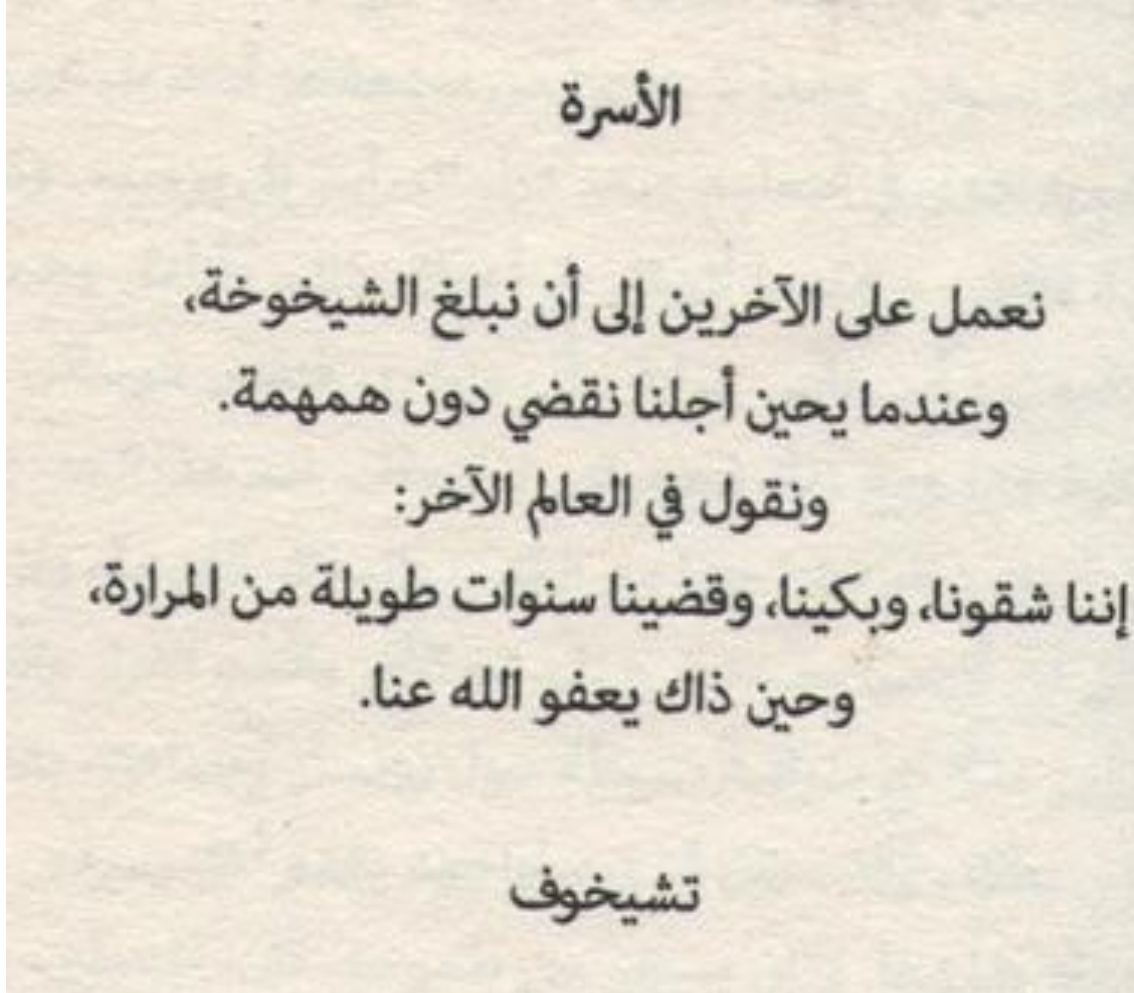 الأسرة
نعمل على الآخرين إلى أن نبلغ الشيخوخة،
وعندما يحين أجلنا نقضي دون همهمة.
ونقول في العالم الآخر:
إننا شقونا، وبكينا، وقضينا سنوات طويلة من المرارة،
وحين ذاك يعفو الله عنا.
تشيخوف